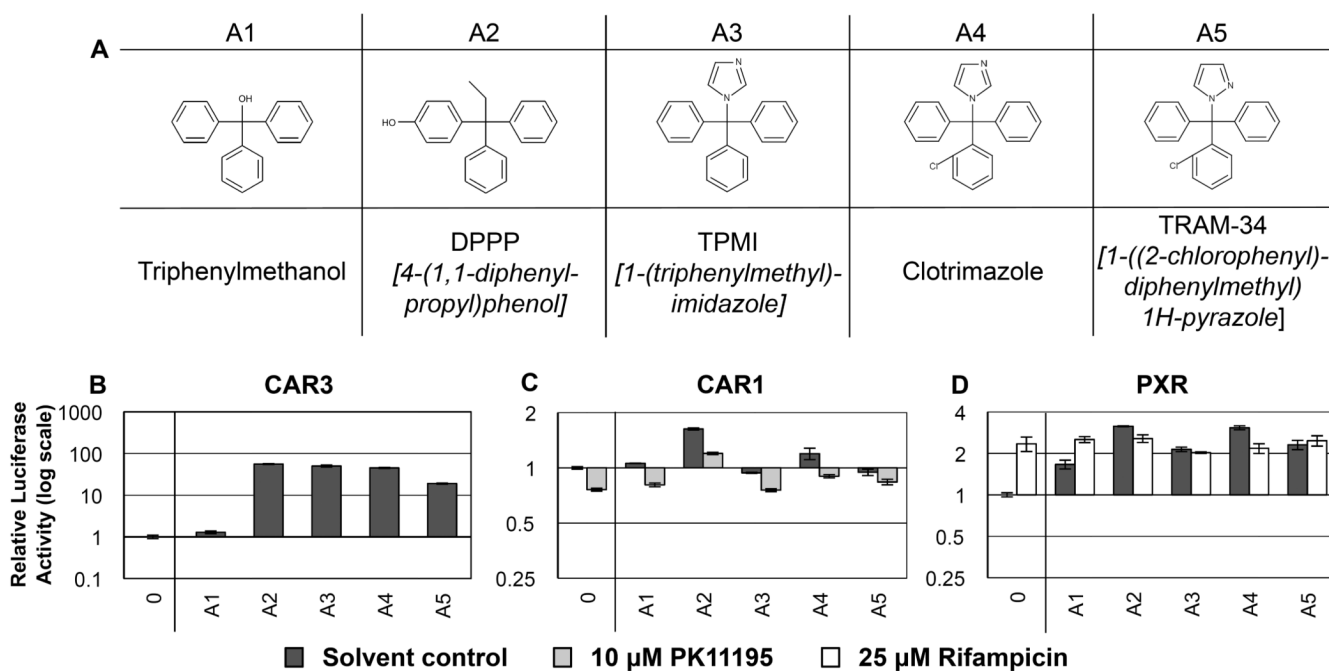 A
A1 A2 A3 A4 A5
OH
HO
N
N
N
N
Cl
N
N
Cl
Triphenylmethanol
DPPP
[4-(1,1-diphenyl-
propyl)phenol]
TPMI
[1-(triphenylmethyl)-
imidazole]
Clotrimazole
TRAM-34
[1-((2-chlorophenyl)-
diphenylmethyl)
1H-pyrazole]
B CAR3
Relative Luciferase
Activity (log scale)
1000
100
10
1
0.1
0 A1 A2 A3 A4 A5
C CAR1
2
1
0.5
0.25
0 A1 A2 A3 A4 A5
D PXR
4
2
1
0.5
0.25
0 A1 A2 A3 A4 A5
Solvent control 10 µM PK11195 25 µM Rifampicin